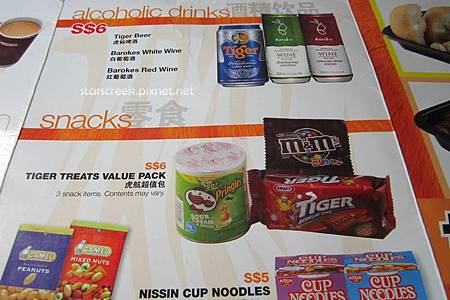 alcoholic drinks 酒精饮品
S$6
Tiger Beer
虎标啤酒
Barokes White Wine
白葡萄酒
Barokes Red Wine
红葡萄酒
Tiger
WINE
WINE
starscreek.pixnet.net
零食
snacks
S$6
TIGER TREATS VALUE PACK
虎航超值包
3 snack items. Contents may vary.
m&m's
MINIS
Pringles
SOUR CREAM
KRAFT
TIGER
CAMEL
PEANUTS
CAMEL
MIXED NUTS
S$5
NISSIN CUP NOODLES
CUP NOODLES
CUP NOODLES